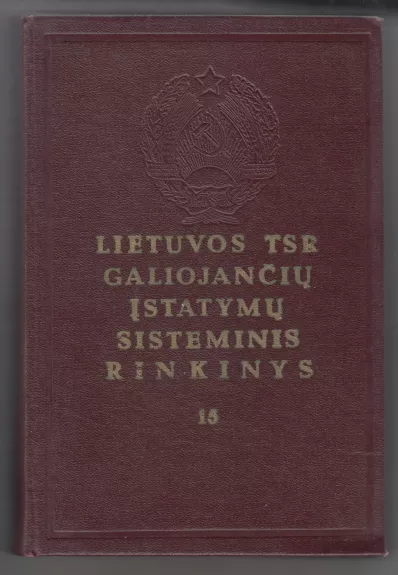 LIETUVOS TSR
GALIOJANČIŲ
ĮSTATYMŲ
SISTEMINIS
RINKINYS
15